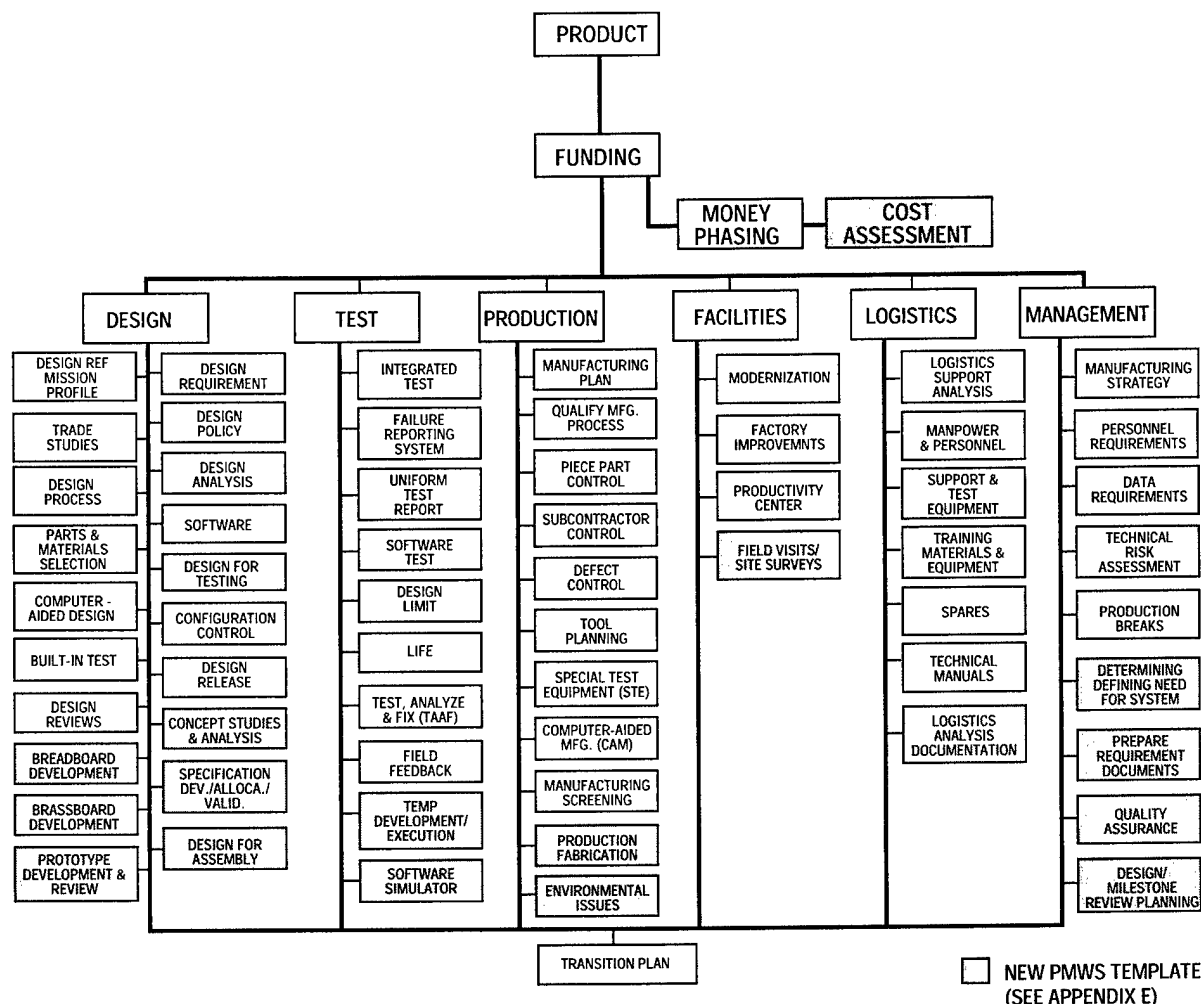 PRODUCT
FUNDING
MONEY
PHASING
COST
ASSESSMENT
DESIGN
TEST
PRODUCTION
FACILITIES
LOGISTICS
MANAGEMENT
DESIGN REF
MISSION
PROFILE
TRADE
STUDIES
DESIGN
PROCESS
PARTS &
MATERIALS
SELECTION
COMPUTER -
AIDED DESIGN
BUILT-IN TEST
DESIGN
REVIEWS
BREADBOARD
DEVELOPMENT
BRASSBOARD
DEVELOPMENT
PROTOTYPE
DEVELOPMENT &
REVIEW
DESIGN
REQUIREMENT
DESIGN
POLICY
DESIGN
ANALYSIS
SOFTWARE
DESIGN FOR
TESTING
CONFIGURATION
CONTROL
DESIGN
RELEASE
CONCEPT STUDIES
& ANALYSIS
SPECIFICATION
DEV./ALLOCA./
VALID.
DESIGN FOR
ASSEMBLY
INTEGRATED
TEST
FAILURE
REPORTING
SYSTEM
UNIFORM
TEST
REPORT
SOFTWARE
TEST
DESIGN
LIMIT
LIFE
TEST, ANALYZE
& FIX (TAAF)
FIELD
FEEDBACK
TEMP
DEVELOPMENT/
EXECUTION
SOFTWARE
SIMULATOR
MANUFACTURING
PLAN
QUALIFY MFG.
PROCESS
PIECE PART
CONTROL
SUBCONTRACTOR
CONTROL
DEFECT
CONTROL
TOOL
PLANNING
SPECIAL TEST
EQUIPMENT (STE)
COMPUTER-AIDED
MFG. (CAM)
MANUFACTURING
SCREENING
PRODUCTION
FABRICATION
ENVIRONMENTAL
ISSUES
MODERNIZATION
FACTORY
IMPROVEMNTS
PRODUCTIVITY
CENTER
FIELD VISITS/
SITE SURVEYS
LOGISTICS
SUPPORT
ANALYSIS
MANPOWER
& PERSONNEL
SUPPORT &
TEST
EQUIPMENT
TRAINING
MATERIALS &
EQUIPMENT
SPARES
TECHNICAL
MANUALS
LOGISTICS
ANALYSIS
DOCUMENTATION
MANUFACTURING
STRATEGY
PERSONNEL
REQUIREMENTS
DATA
REQUIREMENTS
TECHNICAL
RISK
ASSESSMENT
PRODUCTION
BREAKS
DETERMINING
DEFINING NEED
FOR SYSTEM
PREPARE
REQUIREMENT
DOCUMENTS
QUALITY
ASSURANCE
DESIGN/
MILESTONE
REVIEW PLANNING
TRANSITION PLAN
NEW PMWS TEMPLATE
(SEE APPENDIX E)